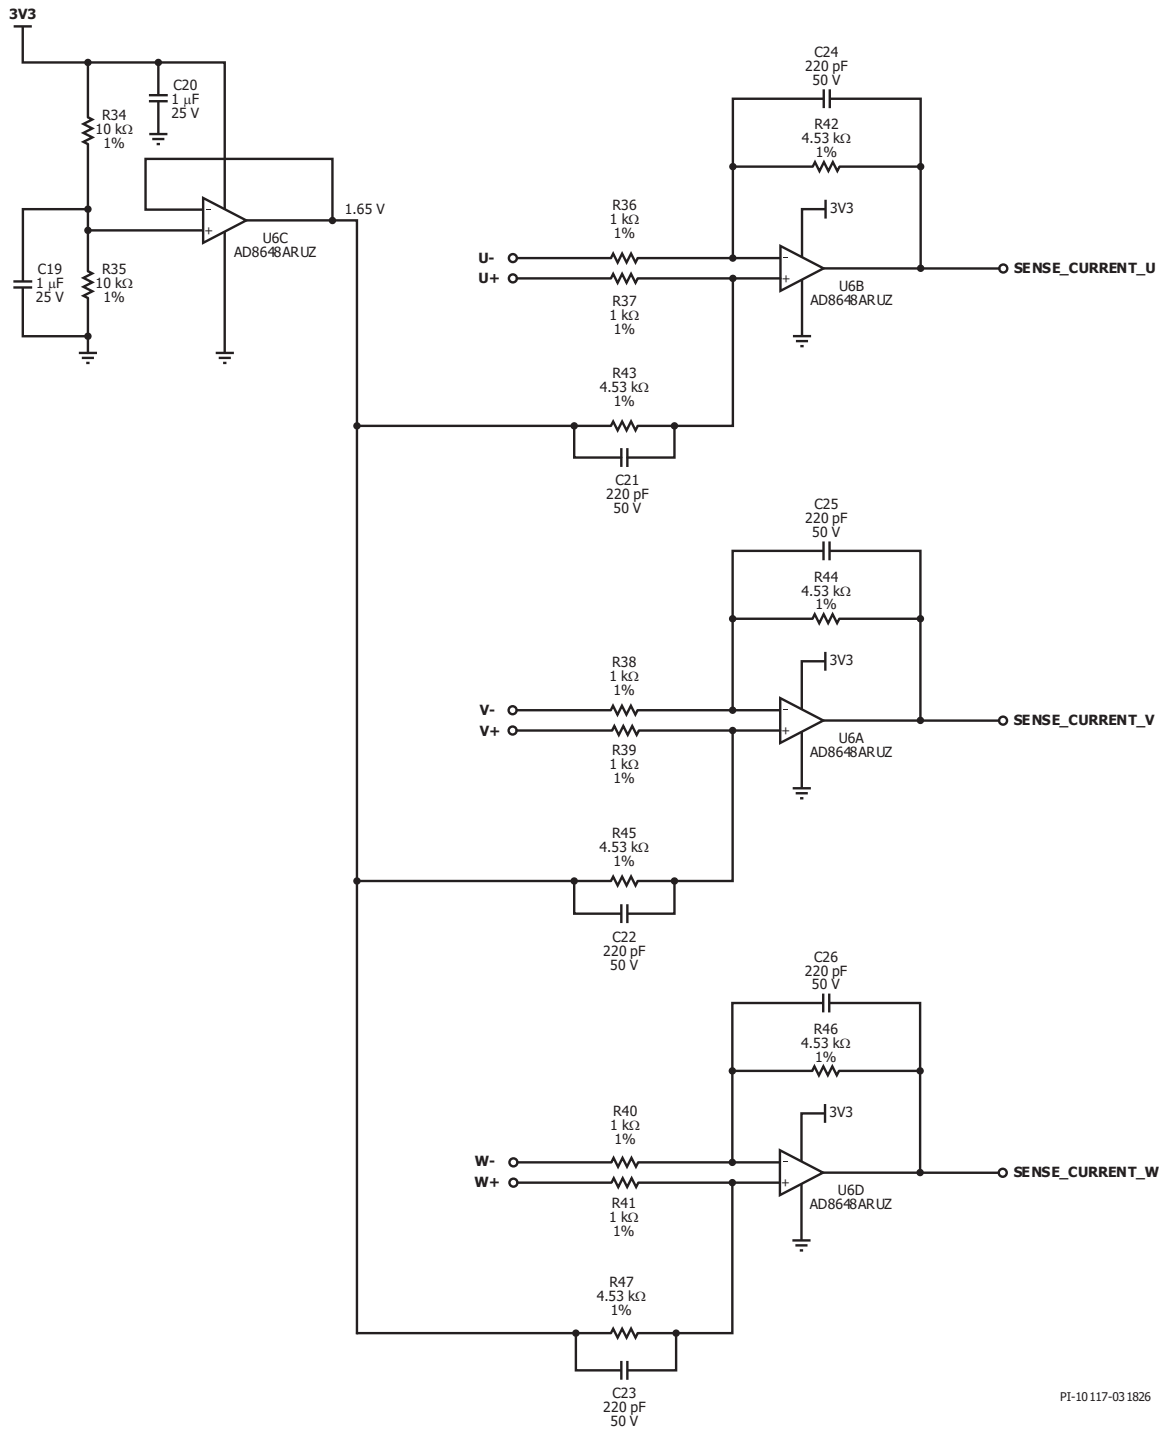 3V3
C20
1 μF
25 V
R34
10 kΩ
1%
-
+
U6C
AD8648ARUZ
1.65 V
C19
1 μF
25 V
R35
10 kΩ
1%
C24
220 pF
50 V
R42
4.53 kΩ
1%
3V3
R36
1 kΩ
1%
U-
U+
R37
1 kΩ
1%
-
+
U6B
AD8648ARUZ
SENSE_CURRENT_U
R43
4.53 kΩ
1%
C21
220 pF
50 V
C25
220 pF
50 V
R44
4.53 kΩ
1%
3V3
R38
1 kΩ
1%
V-
V+
R39
1 kΩ
1%
-
+
U6A
AD8648ARUZ
SENSE_CURRENT_V
R45
4.53 kΩ
1%
C22
220 pF
50 V
C26
220 pF
50 V
R46
4.53 kΩ
1%
3V3
R40
1 kΩ
1%
W-
W+
R41
1 kΩ
1%
-
+
U6D
AD8648ARUZ
SENSE_CURRENT_W
R47
4.53 kΩ
1%
C23
220 pF
50 V
PI-10117-031826